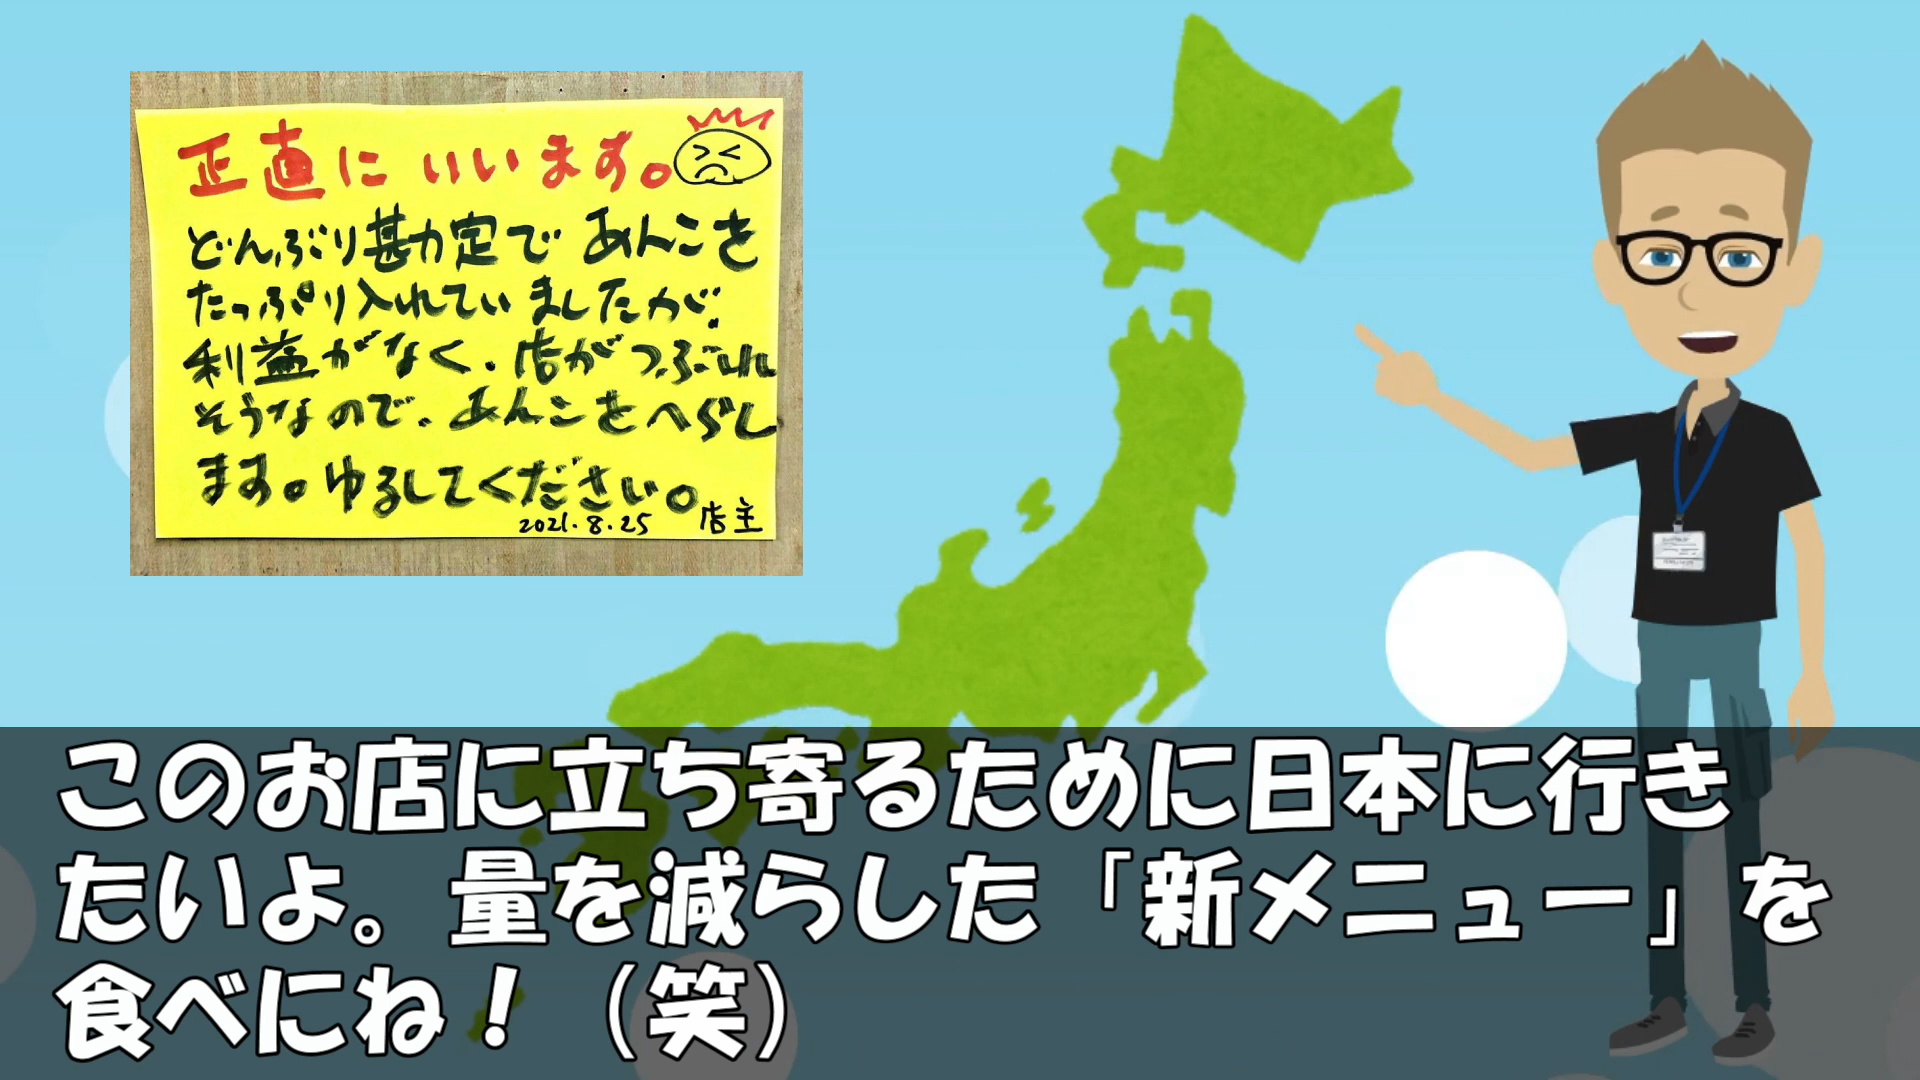 正直にいいます。
どんぶり勘定であんこを
たっぷり入れていましたが、
利益がなく、店がつぶれ
そうなので、あんこをへらし
ます。ゆるしてください。
2021.8.25 店主
このお店に立ち寄るために日本に行き
たいよ。量を減らした「新メニュー」を
食べにね！（笑）